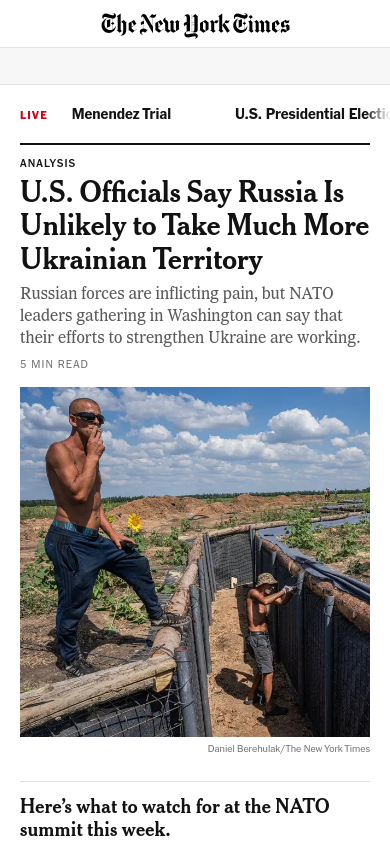 The New York Times
LIVE Menendez Trial U.S. Presidential Electi
ANALYSIS
U.S. Officials Say Russia Is
Unlikely to Take Much More
Ukrainian Territory
Russian forces are inflicting pain, but NATO
leaders gathering in Washington can say that
their efforts to strengthen Ukraine are working.
5 MIN READ
Daniel Berehulak/The New York Times
Here’s what to watch for at the NATO
summit this week.